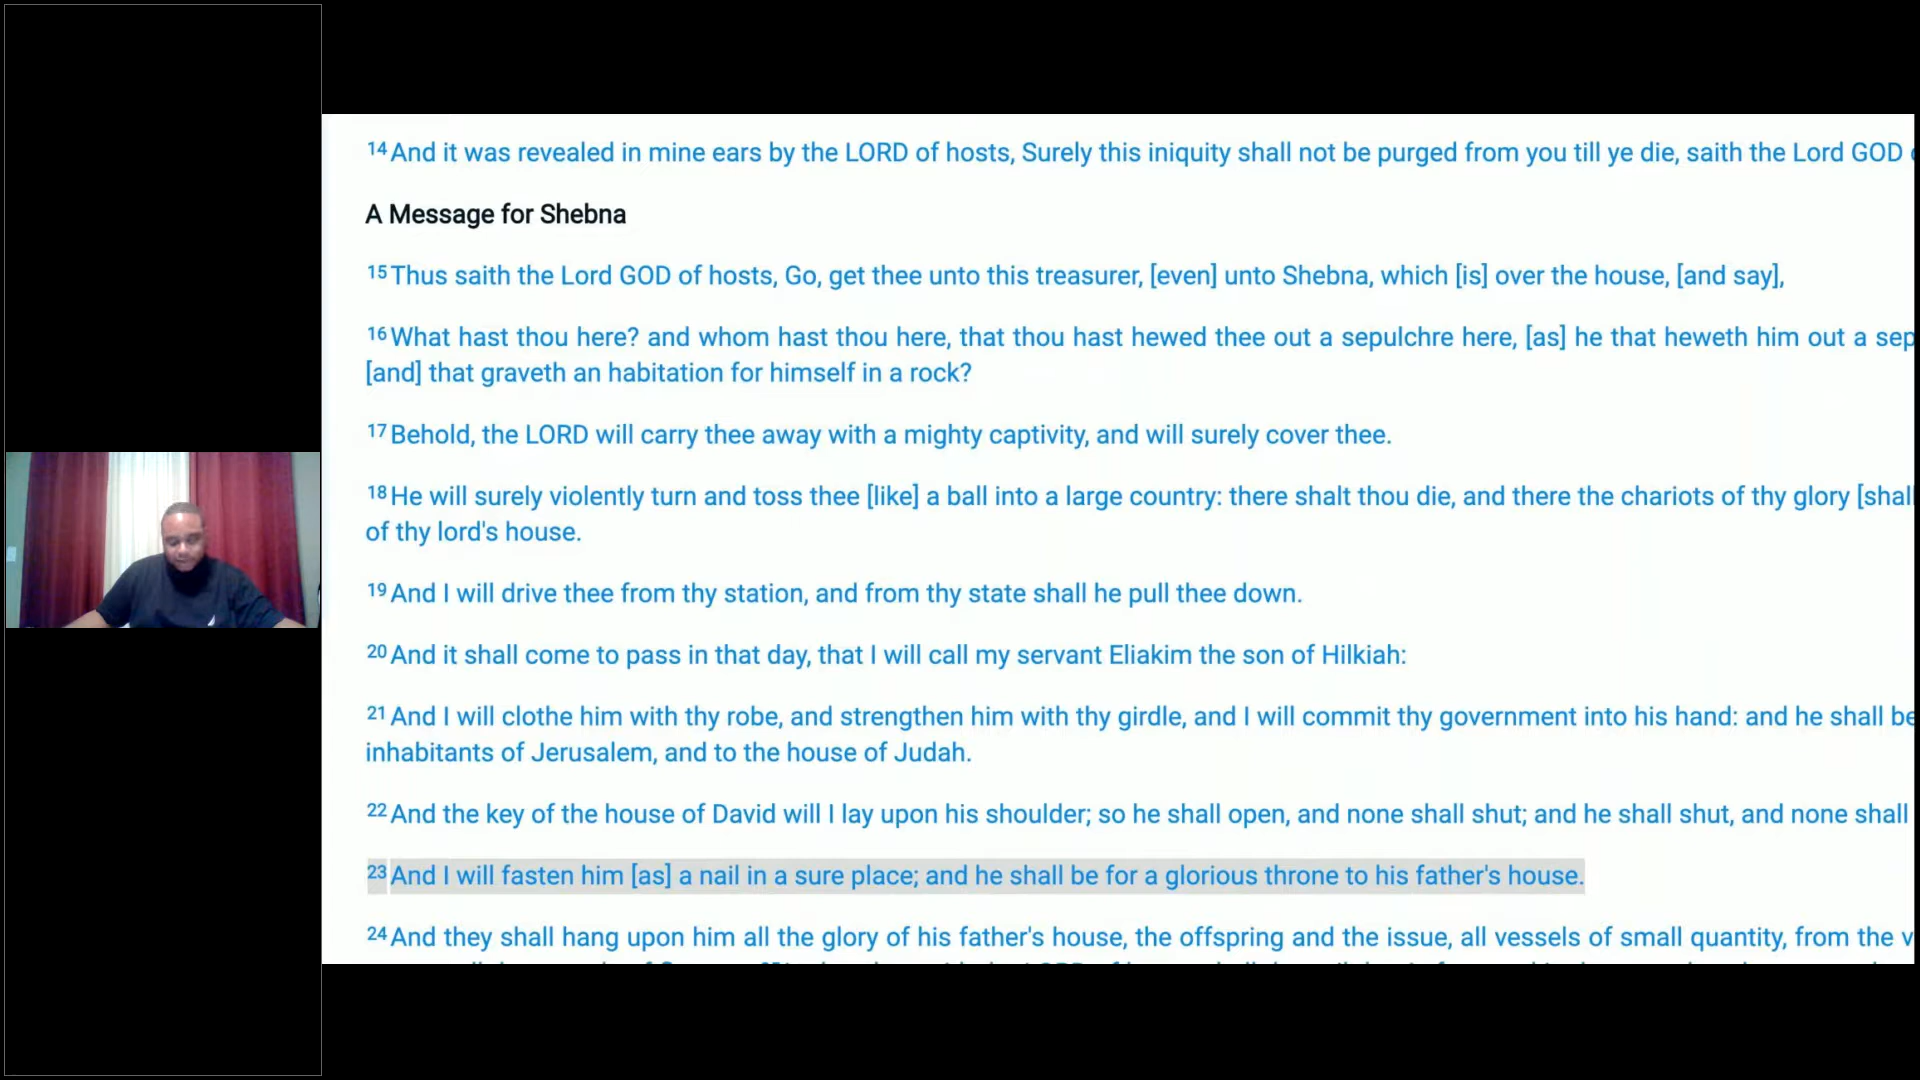 14 And it was revealed in mine ears by the LORD of hosts, Surely this iniquity shall not be purged from you till ye die, saith the Lord GOD
A Message for Shebna
15 Thus saith the Lord GOD of hosts, Go, get thee unto this treasurer, [even] unto Shebna, which [is] over the house, [and say],
16 What hast thou here? and whom hast thou here, that thou hast hewed thee out a sepulchre here, [as] he that heweth him out a sep
[and] that graveth an habitation for himself in a rock?
17 Behold, the LORD will carry thee away with a mighty captivity, and will surely cover thee.
18 He will surely violently turn and toss thee [like] a ball into a large country: there shalt thou die, and there the chariots of thy glory [shal
of thy lord's house.
19 And I will drive thee from thy station, and from thy state shall he pull thee down.
20 And it shall come to pass in that day, that I will call my servant Eliakim the son of Hilkiah:
21 And I will clothe him with thy robe, and strengthen him with thy girdle, and I will commit thy government into his hand: and he shall be
inhabitants of Jerusalem, and to the house of Judah.
22 And the key of the house of David will I lay upon his shoulder; so he shall open, and none shall shut; and he shall shut, and none shall
23 And I will fasten him [as] a nail in a sure place; and he shall be for a glorious throne to his father's house.
24 And they shall hang upon him all the glory of his father's house, the offspring and the issue, all vessels of small quantity, from the v